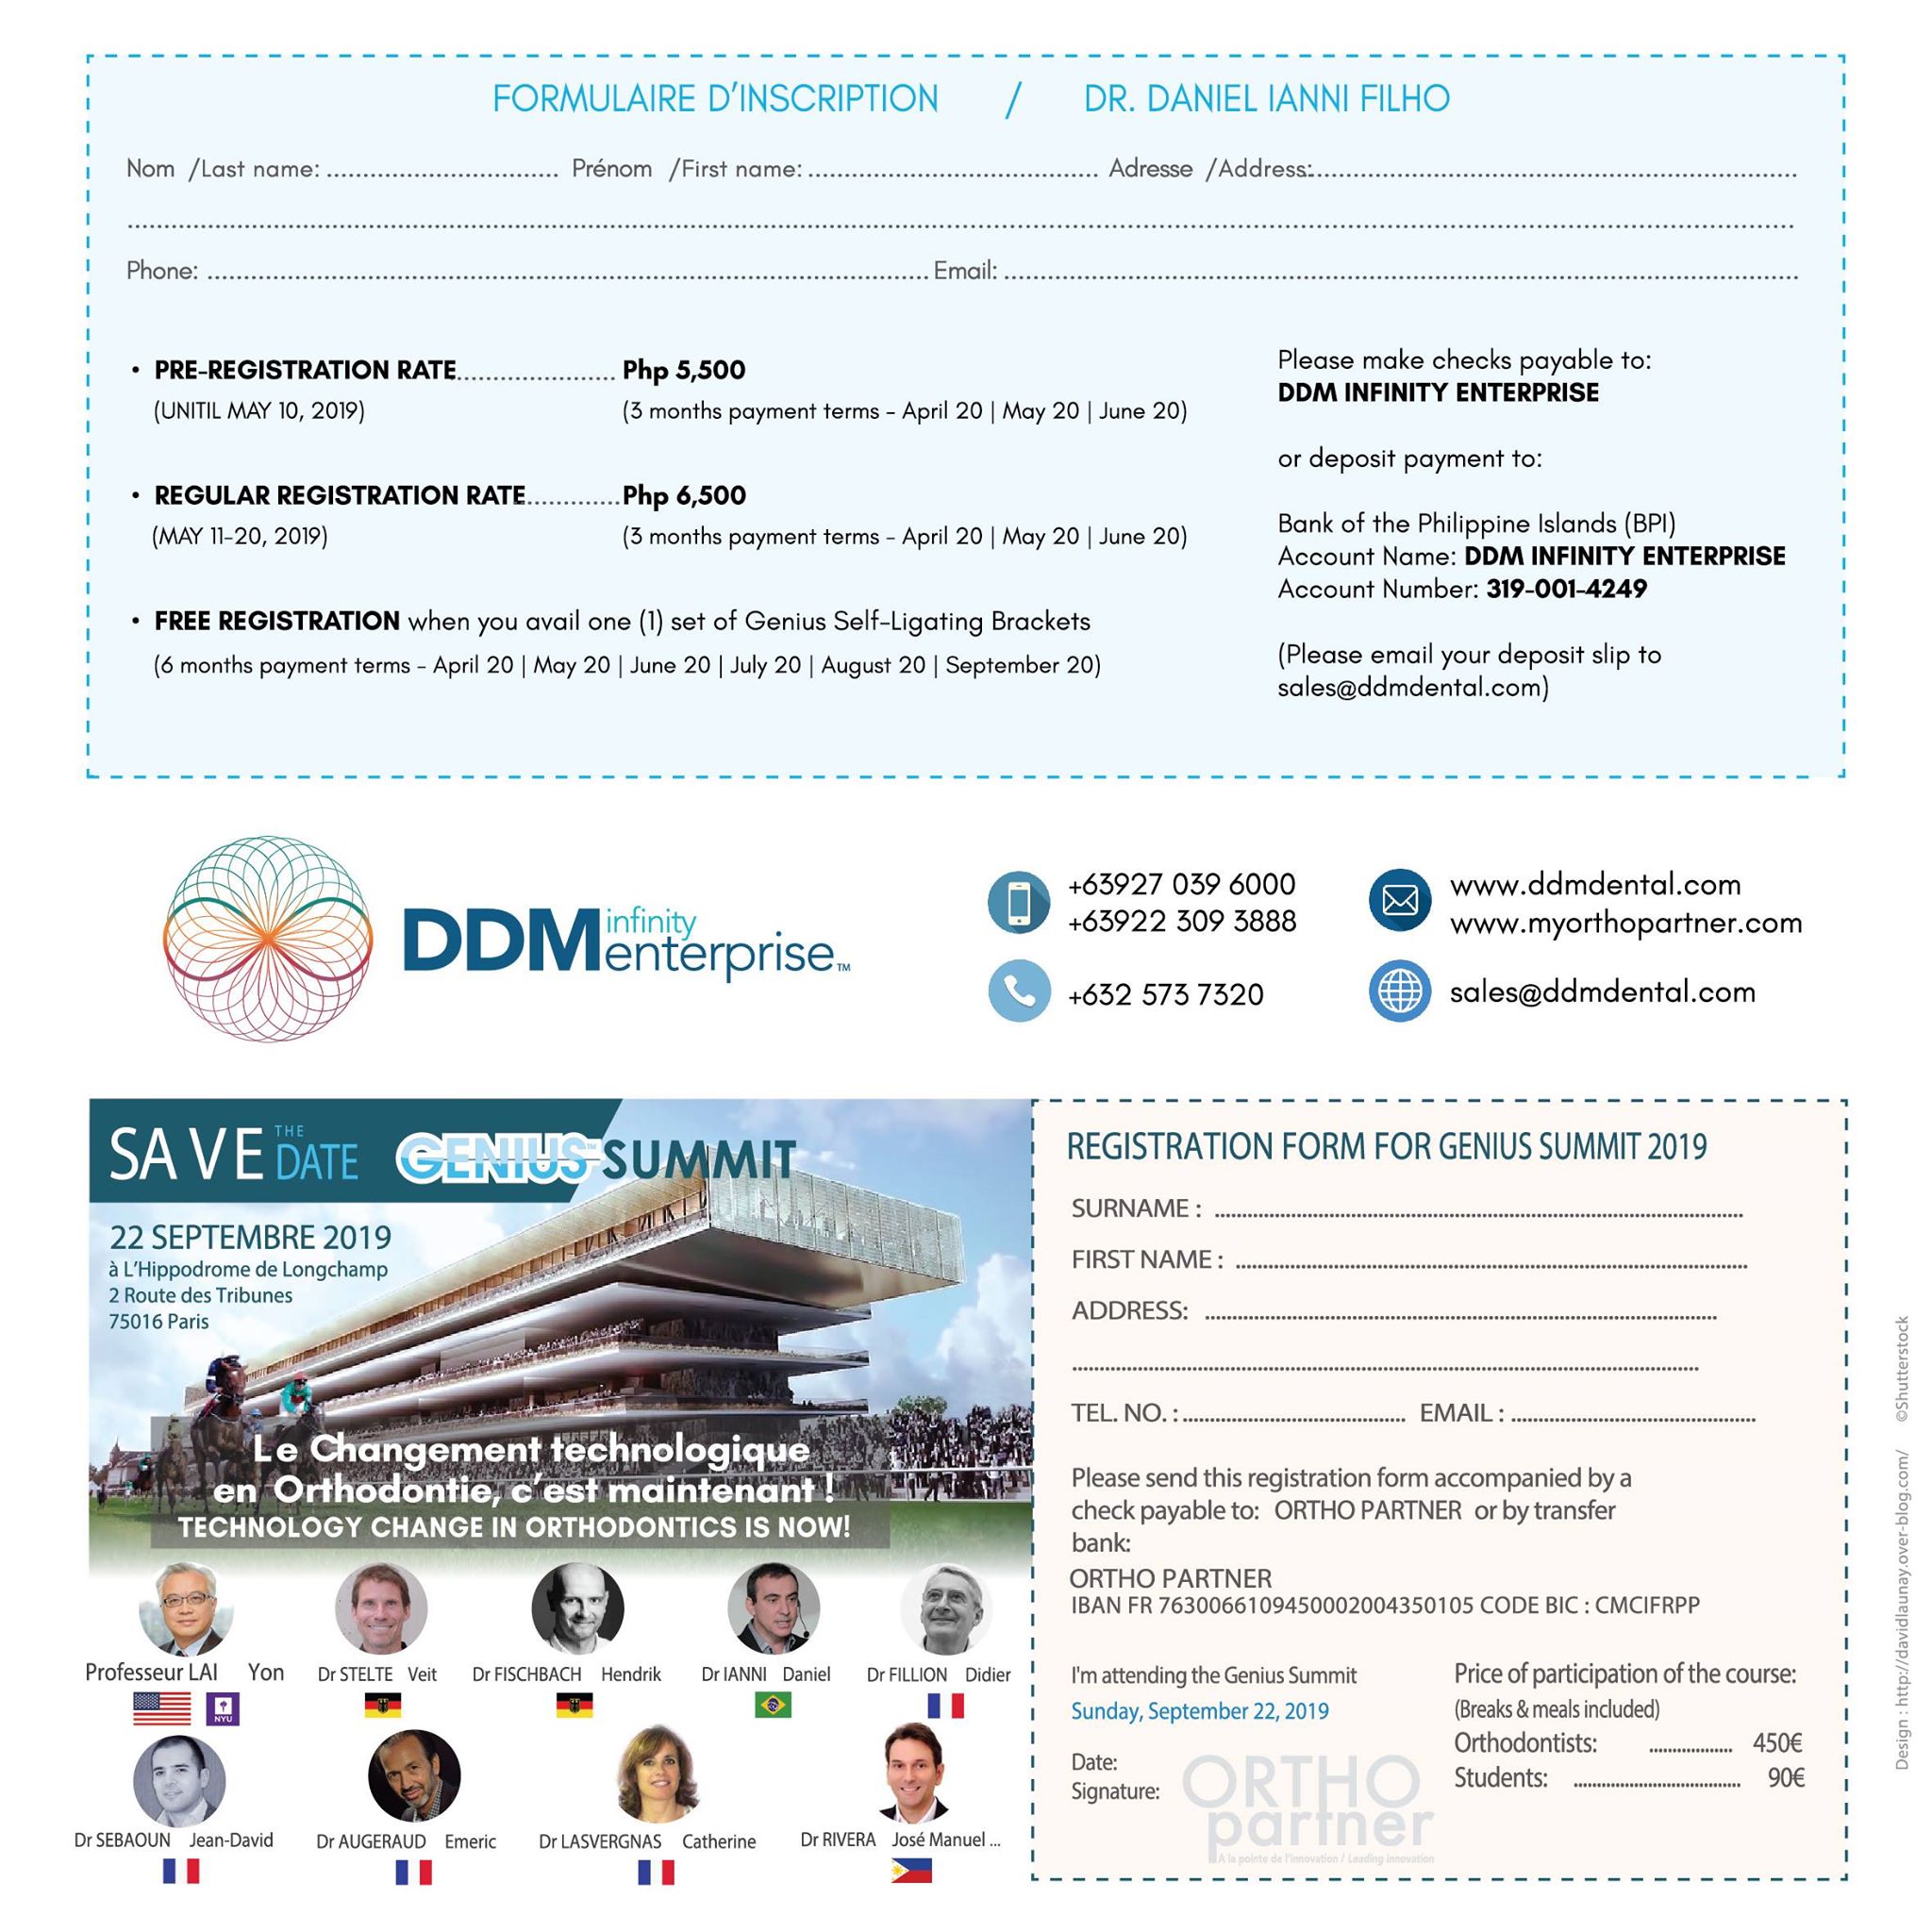 FORMULAIRE D'INSCRIPTION / DR. DANIEL IANNI FILHO
Nom /Last name: ................................ Prénom /First name: ........................................ Adresse /Address:...................................................................
Phone: .................................................................................................... Email: ..............................................................................................................
• PRE-REGISTRATION RATE...................... Php 5,500
(UNITIL MAY 10, 2019) (3 months payment terms - April 20 | May 20 | June 20)
• REGULAR REGISTRATION RATE............. Php 6,500
(MAY 11-20, 2019) (3 months payment terms - April 20 | May 20 | June 20)
• FREE REGISTRATION when you avail one (1) set of Genius Self-Ligating Brackets
(6 months payment terms - April 20 | May 20 | June 20 | July 20 | August 20 | September 20)
Please make checks payable to:
DDM INFINITY ENTERPRISE
or deposit payment to:
Bank of the Philippine Islands (BPI)
Account Name: DDM INFINITY ENTERPRISE
Account Number: 319-001-4249
(Please email your deposit slip to
sales@ddmdental.com)
DDM infinity enterprise™
+63927 039 6000
+63922 309 3888
+632 573 7320
www.ddmdental.com
www.myorthopartner.com
sales@ddmdental.com
SAVE THE DATE GENIUS™ SUMMIT
22 SEPTEMBRE 2019
à L'Hippodrome de Longchamp
2 Route des Tribunes
75016 Paris
Le Changement technologique
en Orthodontie, c'est maintenant !
TECHNOLOGY CHANGE IN ORTHODONTICS IS NOW!
Professeur LAI Yon
Dr STELTE Veit
Dr FISCHBACH Hendrik
Dr IANNI Daniel
Dr FILLION Didier
NYU
Dr SEBAOUN Jean-David
Dr AUGERAUD Emeric
Dr LASVERGNAS Catherine
Dr RIVERA José Manuel ...
REGISTRATION FORM FOR GENIUS SUMMIT 2019
SURNAME : ..........................................................................
FIRST NAME : ..........................................................................
ADDRESS: ..........................................................................
TEL. NO. : .......................................... EMAIL : ..............................................
Please send this registration form accompanied by a
check payable to: ORTHO PARTNER or by transfer
bank:
ORTHO PARTNER
IBAN FR 7630066109450002004350105 CODE BIC : CMCIFRPP
I'm attending the Genius Summit
Sunday, September 22, 2019
Date:
Signature:
ORTHO
partner
A la pointe de l'innovation / Leading innovation
Price of participation of the course:
(Breaks & meals included)
Orthodontists: .................. 450€
Students: .................................... 90€
Design : http://davidlaunay.over-blog.com/ ©Shutterstock